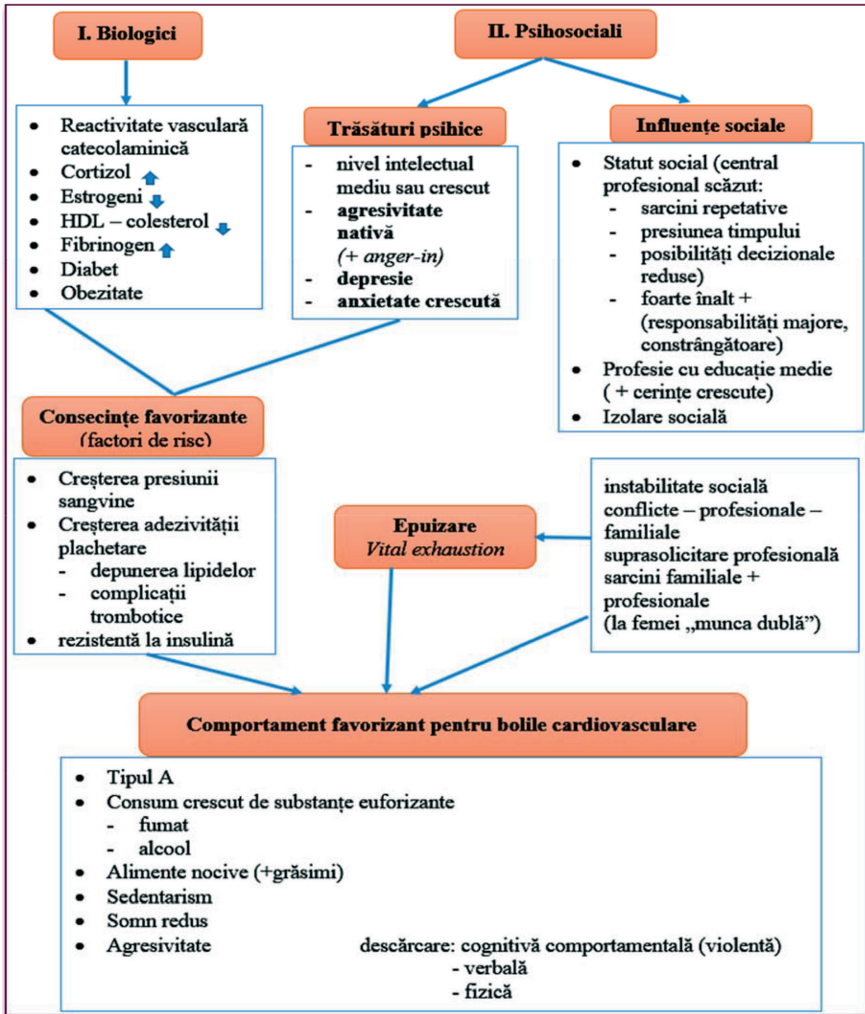 I. Biologici
II. Psihosociali
• Reactivitate vasculară
catecolaminică
• Cortizol
• Estrogeni
• HDL – colesterol
• Fibrinogen
• Diabet
• Obezitate
Trăsături psihice
- nivel intelectual
mediu sau crescut
- agresivitate
nativă
(+ anger-in)
- depresie
- anxietate crescută
Influențe sociale
• Statut social (central
profesional scăzut:
- sarcini repetative
- presiunea timpului
- posibilități decizionale
reduse)
- foarte înalt +
(responsabilități majore,
constrângătoare)
• Profesie cu educație medie
( + cerințe crescute)
• Izolare socială
Consecințe favorizante
(factori de risc)
• Creșterea presiunii
sangvine
• Creșterea adezivității
plachetare
- depunerea lipidelor
- complicații
trombotice
• rezistentă la insulină
Epuizare
Vital exhaustion
instabilitate socială
conflicte – profesionale –
familiale
suprasolicitare profesională
sarcini familiale +
profesionale
(la femei „munca dublă”)
Comportament favorizant pentru bolile cardiovasculare
• Tipul A
• Consum crescut de substanțe euforizante
- fumat
- alcool
• Alimente nocive (+grăsimi)
• Sedentarism
• Somn redus
• Agresivitate descărcare: cognitivă comportamentală (violentă)
- verbală
- fizică